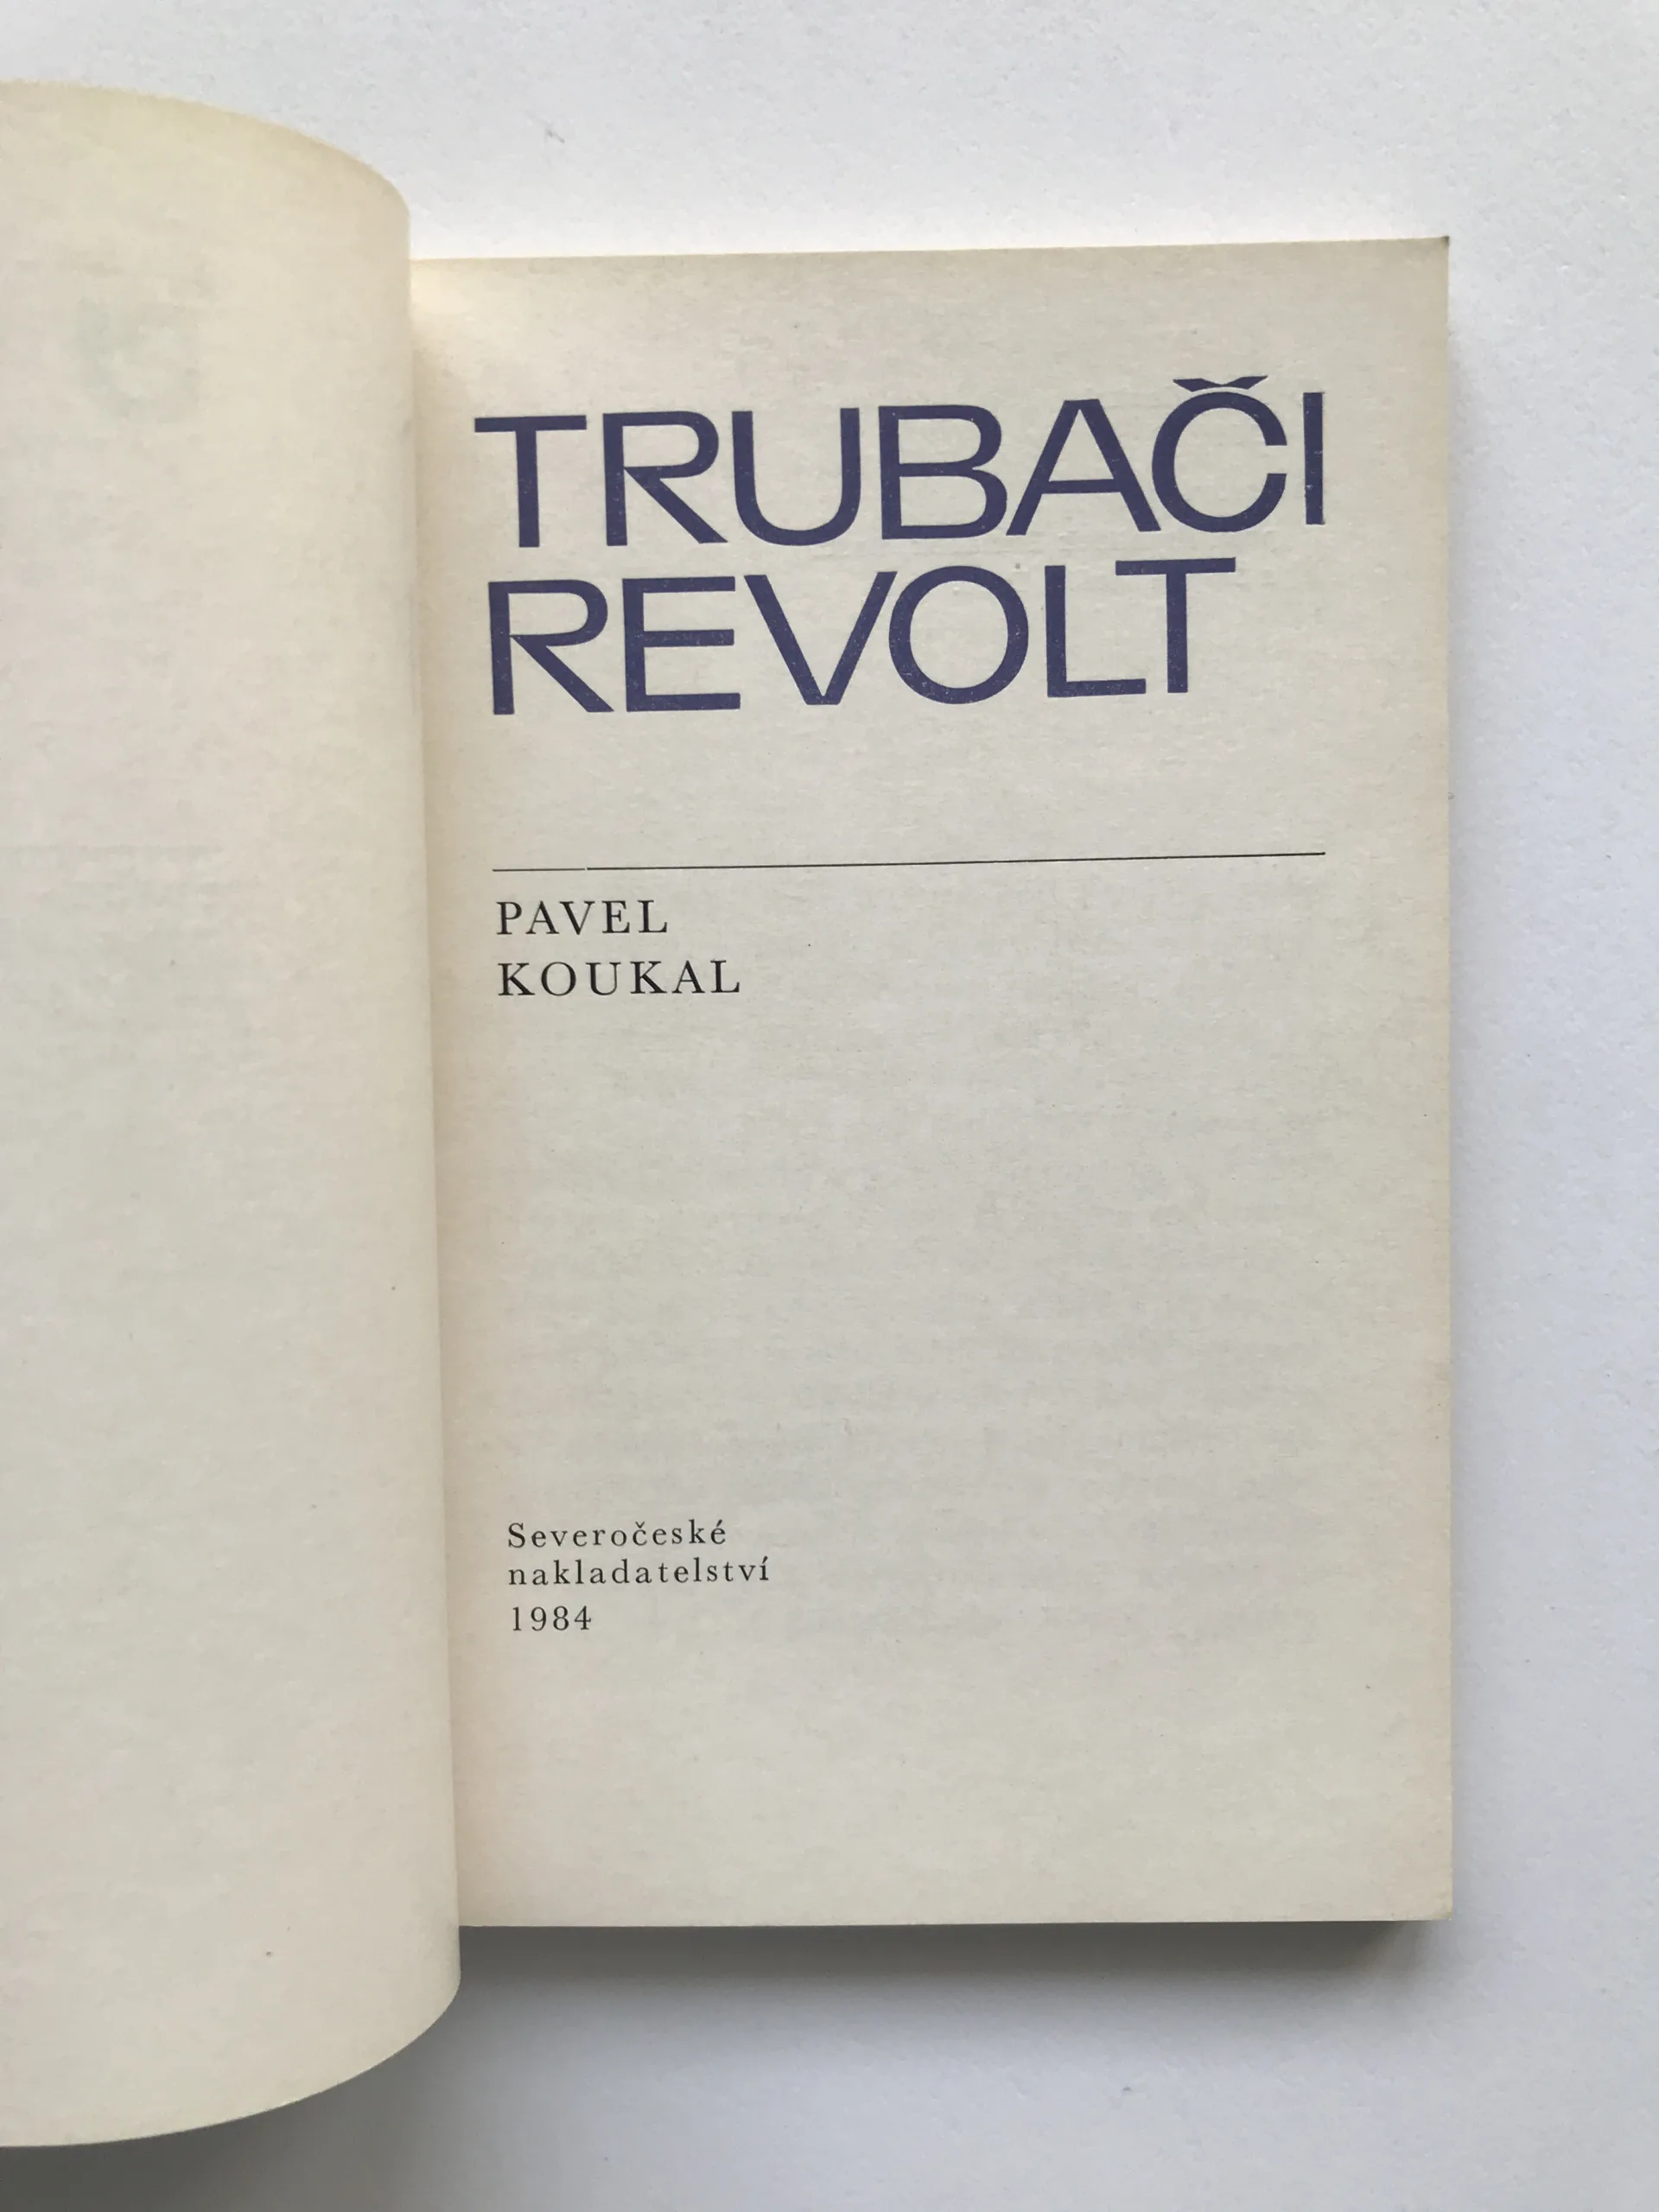 TRUBAČI
REVOLT
PAVEL
KOUKAL
Severočeské
nakladatelství
1984